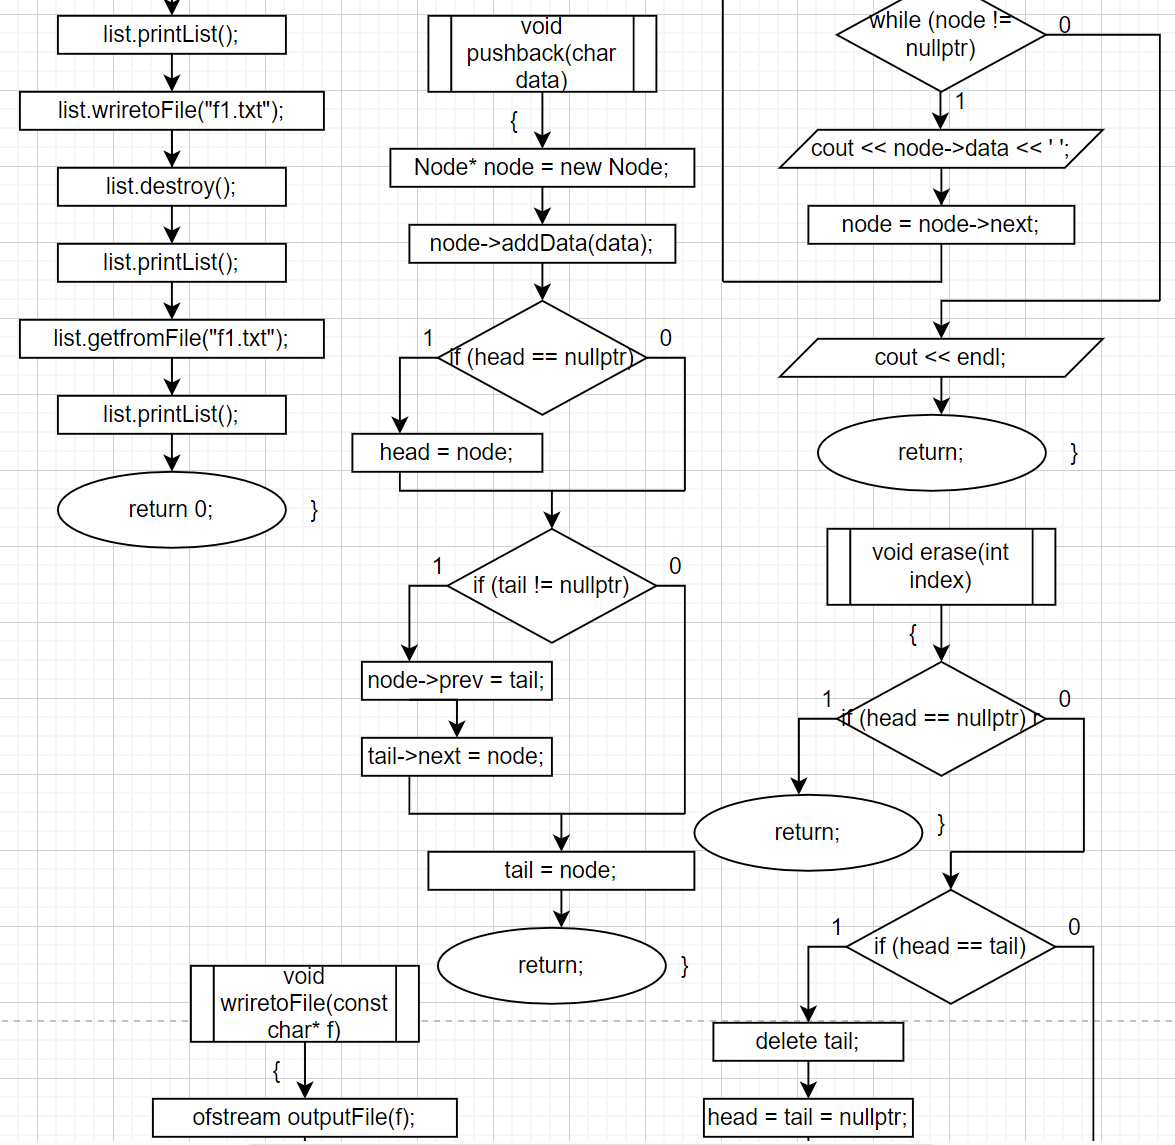 list.printList();
list.wriretoFile("f1.txt");
list.destroy();
list.printList();
list.getfromFile("f1.txt");
list.printList();
return 0;
}
void
pushback(char
data)
{
Node* node = new Node;
node->addData(data);
1
if (head == nullptr)
0
head = node;
1
if (tail != nullptr)
0
node->prev = tail;
tail->next = node;
tail = node;
return;
}
void
wriretoFile(const
char* f)
{
ofstream outputFile(f);
while (node !=
nullptr)
0
1
cout << node->data << ' ';
node = node->next;
cout << endl;
return;
}
void erase(int
index)
{
1
if (head == nullptr) r
0
return;
}
1
if (head == tail)
0
delete tail;
head = tail = nullptr;